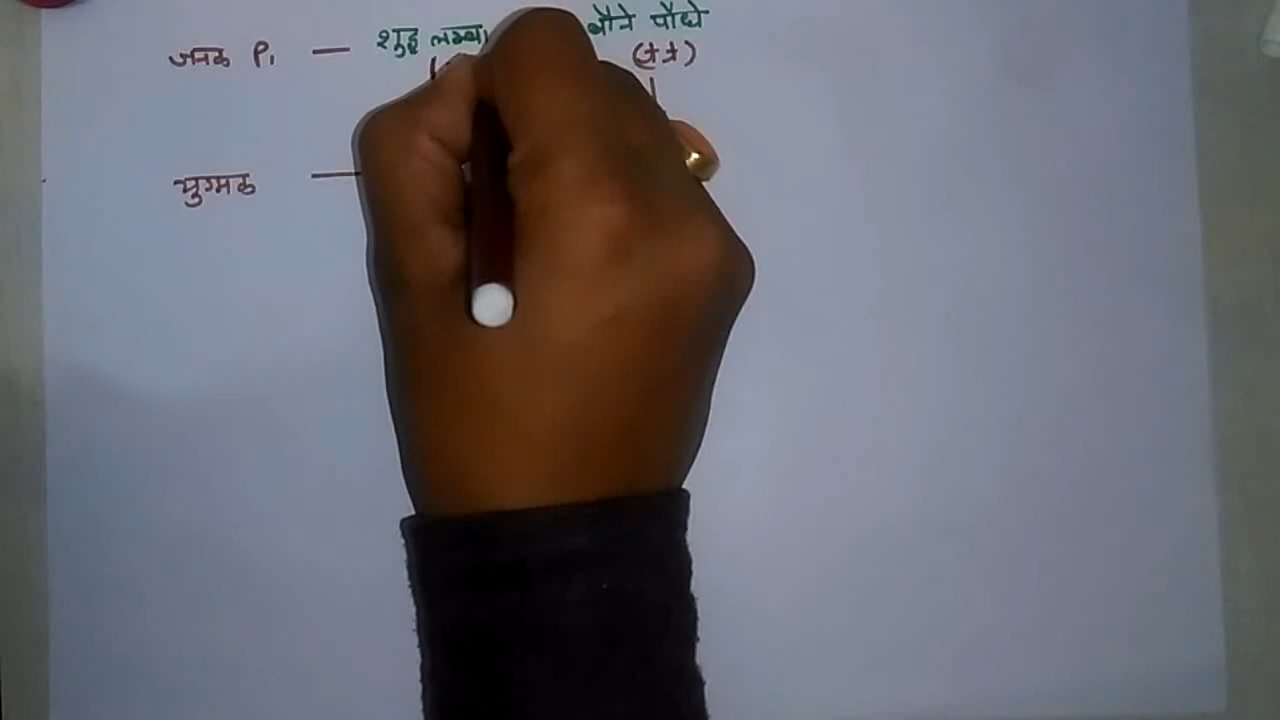 शुद्ध लम्बा बौने पौधे
जनक P₁ — (tt)
युग्मक —